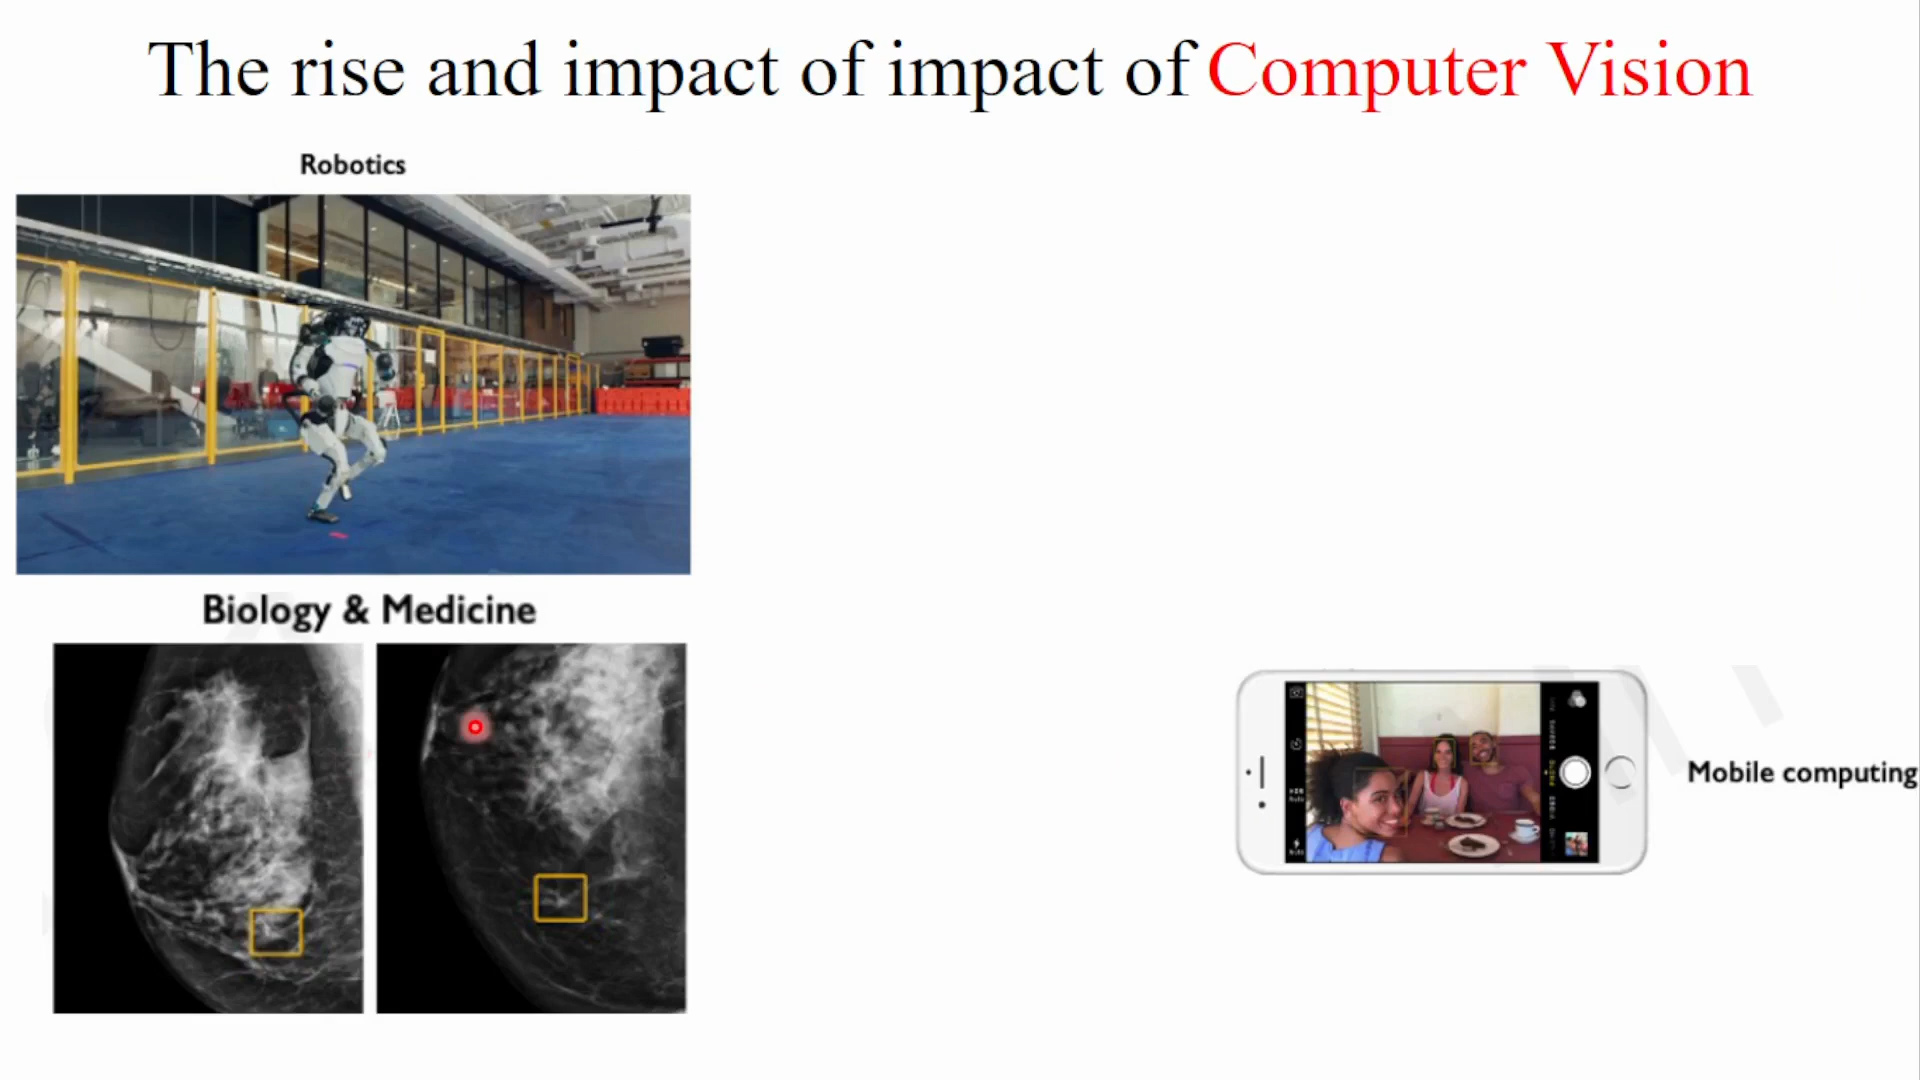 The rise and impact of impact of Computer Vision
Robotics
Biology & Medicine
Mobile computing